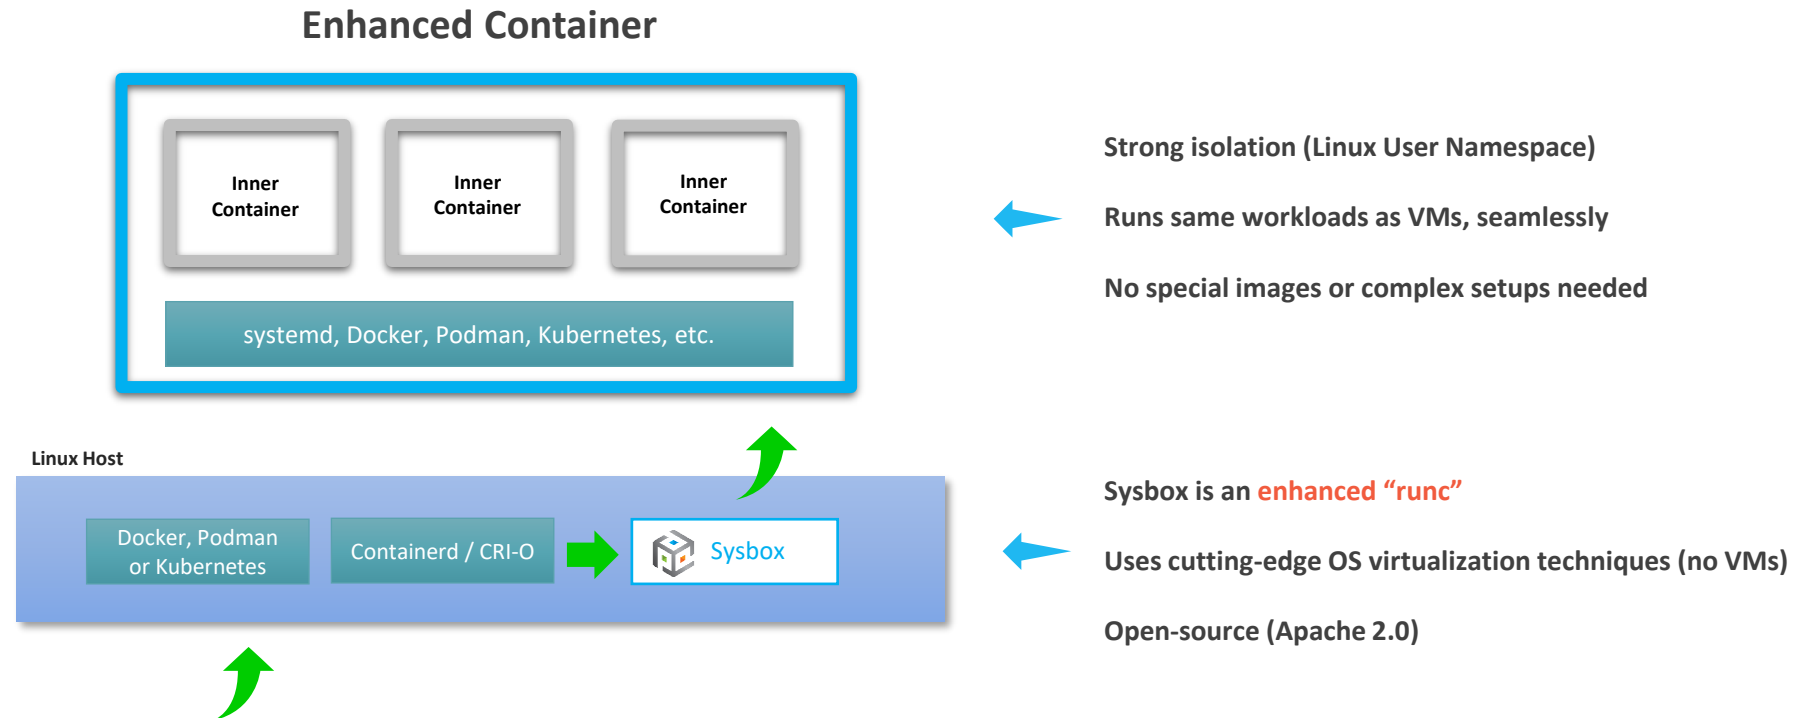 Enhanced Container
Inner
Container
Inner
Container
Inner
Container
systemd, Docker, Podman, Kubernetes, etc.
Strong isolation (Linux User Namespace)
Runs same workloads as VMs, seamlessly
No special images or complex setups needed
Linux Host
Docker, Podman
or Kubernetes
Containerd / CRI-O
Sysbox
Sysbox is an enhanced “runc”
Uses cutting-edge OS virtualization techniques (no VMs)
Open-source (Apache 2.0)